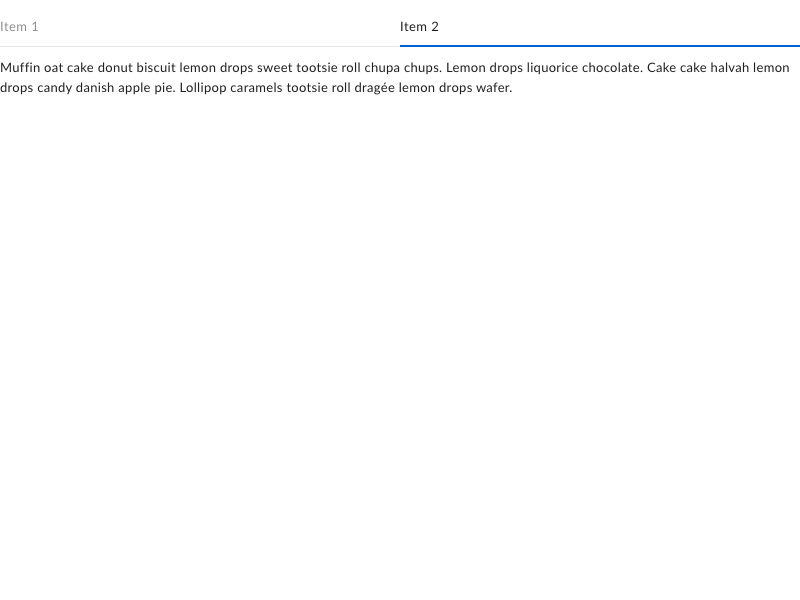 Item 1
Item 2
Muffin oat cake donut biscuit lemon drops sweet tootsie roll chupa chups. Lemon drops liquorice chocolate. Cake cake halvah lemon
drops candy danish apple pie. Lollipop caramels tootsie roll dragée lemon drops wafer.